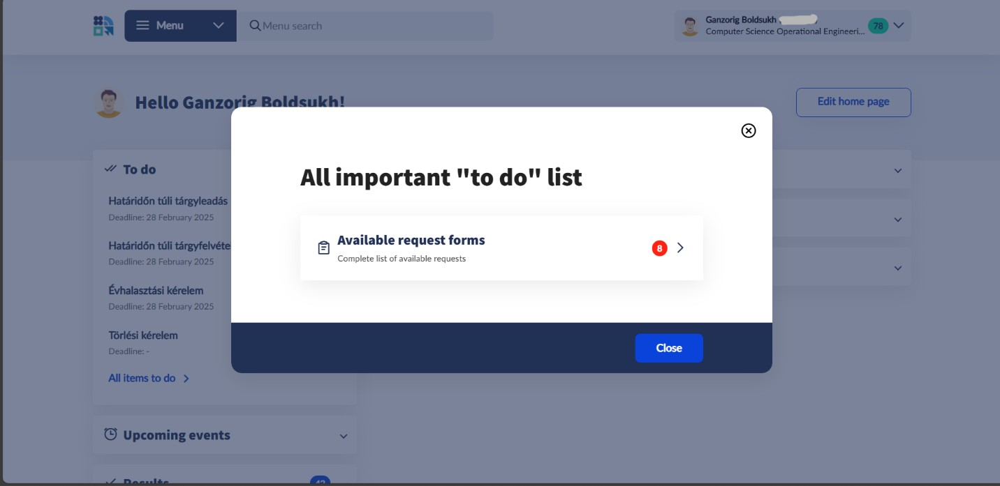 Menu
Menu search
Ganzorig Boldsukh
Computer Science Operational Engineeri...
78
Hello Ganzorig Boldsukh!
Edit home page
To do
Határidőn túli tárgyleadás
Deadline: 28 February 2025
Határidőn túli tárgyfelvéte
Deadline: 28 February 2025
Évhalasztási kérelem
Deadline: 28 February 2025
Törlési kérelem
Deadline: -
All items to do
All important "to do" list
Available request forms
Complete list of available requests
8
Close
Upcoming events
Results